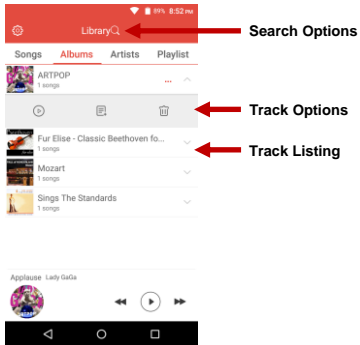 89% 8:52 PM
Library
Search Options
Songs Albums Artists Playlist
ARTPOP
1 songs
...
Track Options
Fur Elise - Classic Beethoven fo...
1 songs
Track Listing
Mozart
1 songs
Sings The Standards
1 songs
Applause Lady GaGa